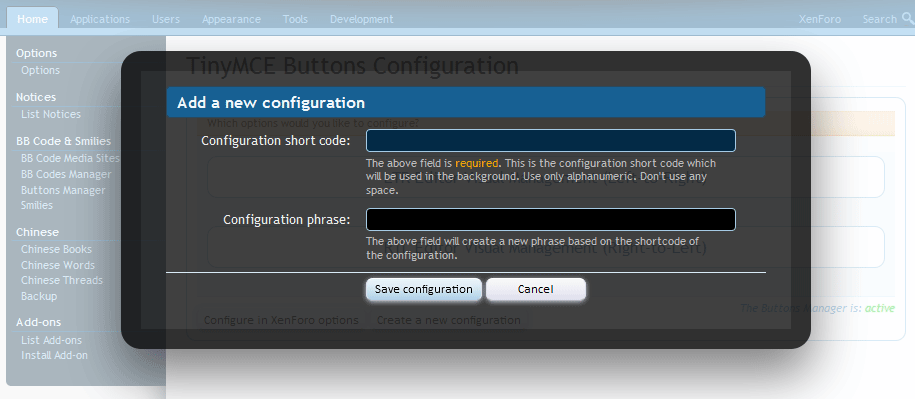 Home Applications Users Appearance Tools Development XenForo Search
Options
Options
Notices
List Notices
BB Code & Smilies
BB Code Media Sites
BB Codes Manager
Buttons Manager
Smilies
Chinese
Chinese Books
Chinese Words
Chinese Threads
Backup
Add-ons
List Add-ons
Install Add-on
TinyMCE Buttons Configuration
Add a new configuration
Which options would you like to configure?
Configuration short code:
The above field is required. This is the configuration short code which
will be used in the background. Use only alphanumeric. Don't use any
space.
Configuration phrase:
Editor Visual Management (Right-to-Left)
The above field will create a new phrase based on the shortcode of
the configuration.
Save configuration Cancel
The Buttons Manager is: active
Configure in XenForo options Create a new configuration